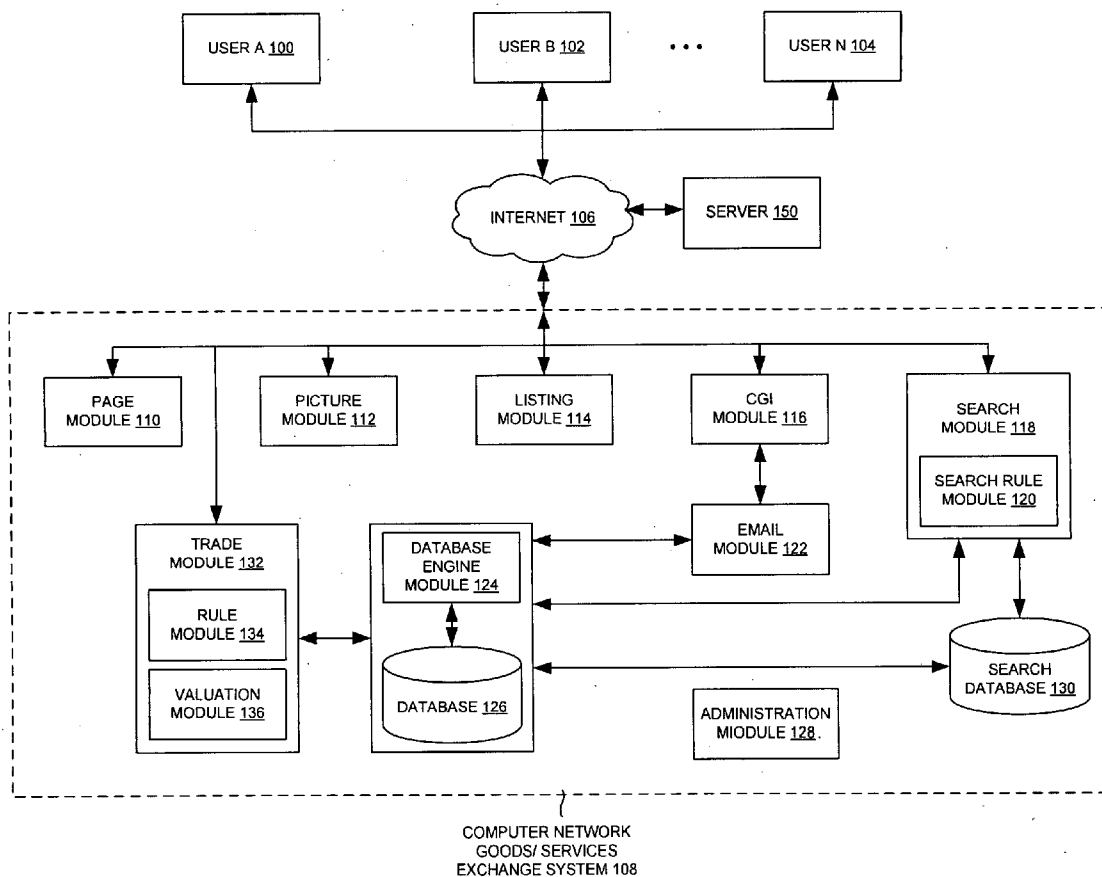 USER A 100
USER B 102
• • •
USER N 104
INTERNET 106
SERVER 150
PAGE
MODULE 110
PICTURE
MODULE 112
LISTING
MODULE 114
CGI
MODULE 116
SEARCH
MODULE 118
SEARCH RULE
MODULE 120
TRADE
MODULE 132
RULE
MODULE 134
VALUATION
MODULE 136
DATABASE
ENGINE
MODULE 124
DATABASE 126
EMAIL
MODULE 122
ADMINISTRATION
MIODULE 128.
SEARCH
DATABASE 130
COMPUTER NETWORK
GOODS/ SERVICES
EXCHANGE SYSTEM 108